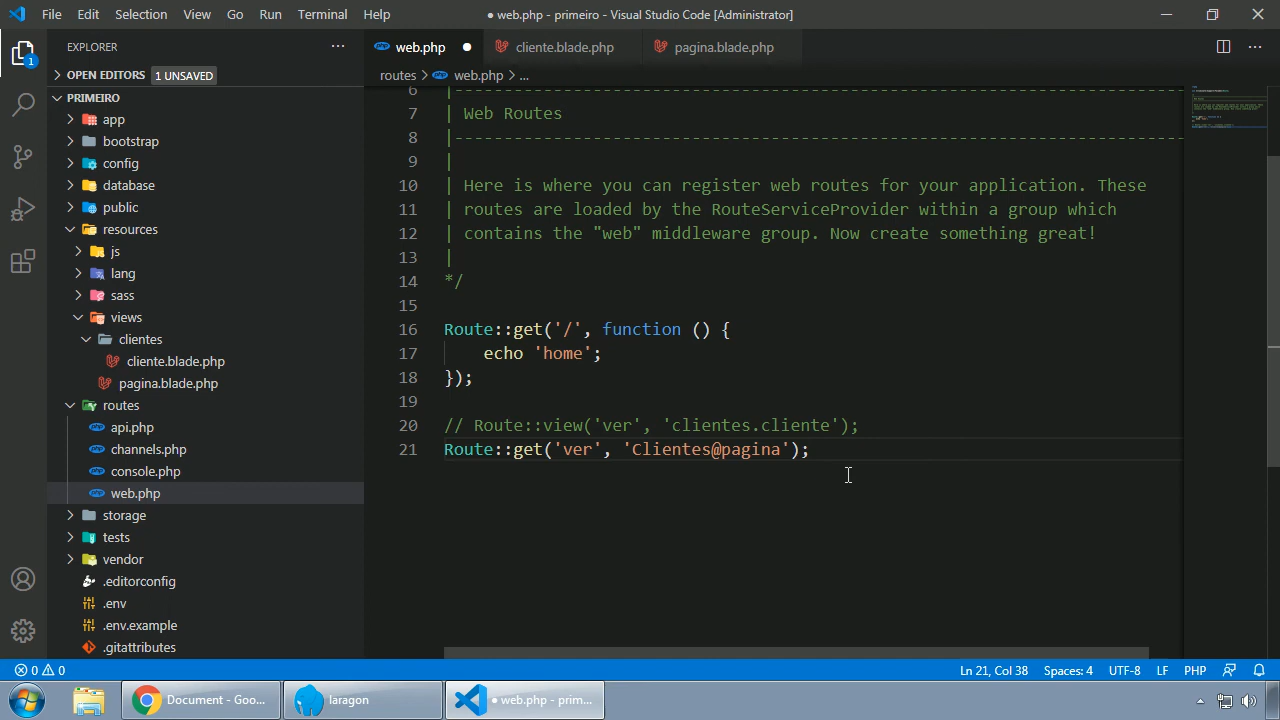 File Edit Selection View Go Run Terminal Help
● web.php - primeiro - Visual Studio Code [Administrator]
EXPLORER
OPEN EDITORS 1 UNSAVED
PRIMEIRO
app
bootstrap
config
database
public
resources
js
lang
sass
views
clientes
cliente.blade.php
pagina.blade.php
routes
api.php
channels.php
console.php
web.php
storage
tests
vendor
.editorconfig
.env
.env.example
.gitattributes
1
web.php ● cliente.blade.php pagina.blade.php
routes > web.php > ...
6 |--------------------------------------------------------------------------
7 | Web Routes
8 |--------------------------------------------------------------------------
9 |
10 | Here is where you can register web routes for your application. These
11 | routes are loaded by the RouteServiceProvider within a group which
12 | contains the "web" middleware group. Now create something great!
13 |
14 */
15
16 Route::get('/', function () {
17 echo 'home';
18 });
19
20 // Route::view('ver', 'clientes.cliente');
21 Route::get('ver', 'Clientes@pagina');
0 0 Ln 21, Col 38 Spaces: 4 UTF-8 LF PHP
Document - Goo... laragon ● web.php - prim...